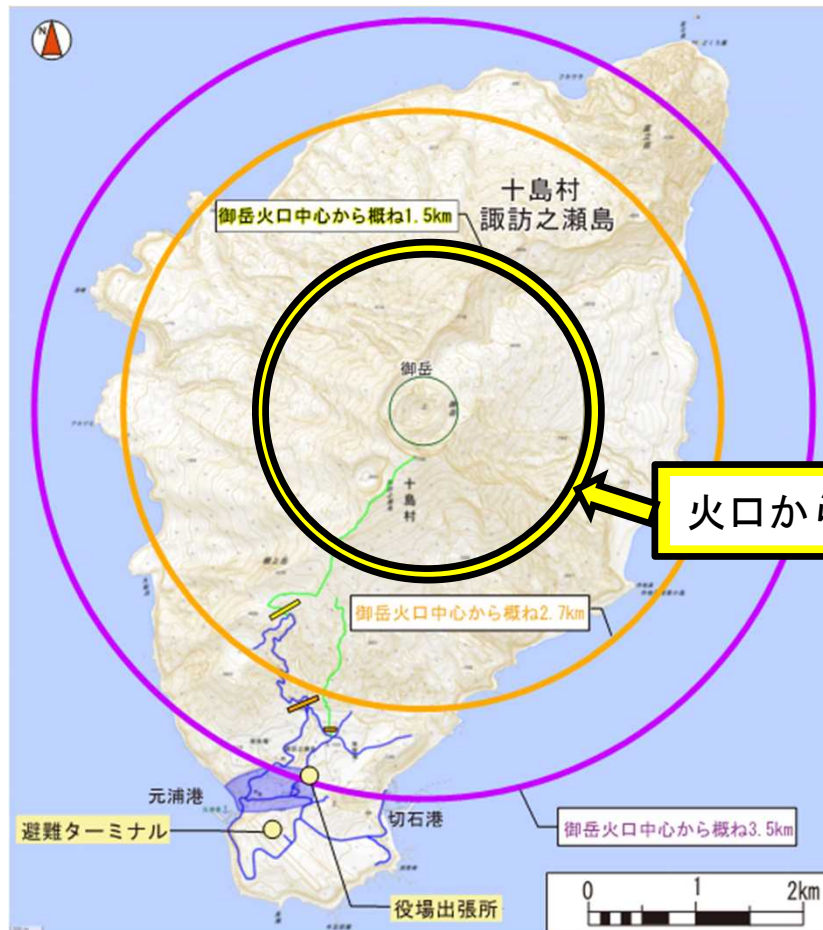 N
十島村
諏訪之瀬島
御岳火口中心から概ね1.5km
御岳
十島村
火口から
御岳火口中心から概ね2.7km
元浦港
切石港
避難ターミナル
御岳火口中心から概ね3.5km
役場出張所
0 1 2km